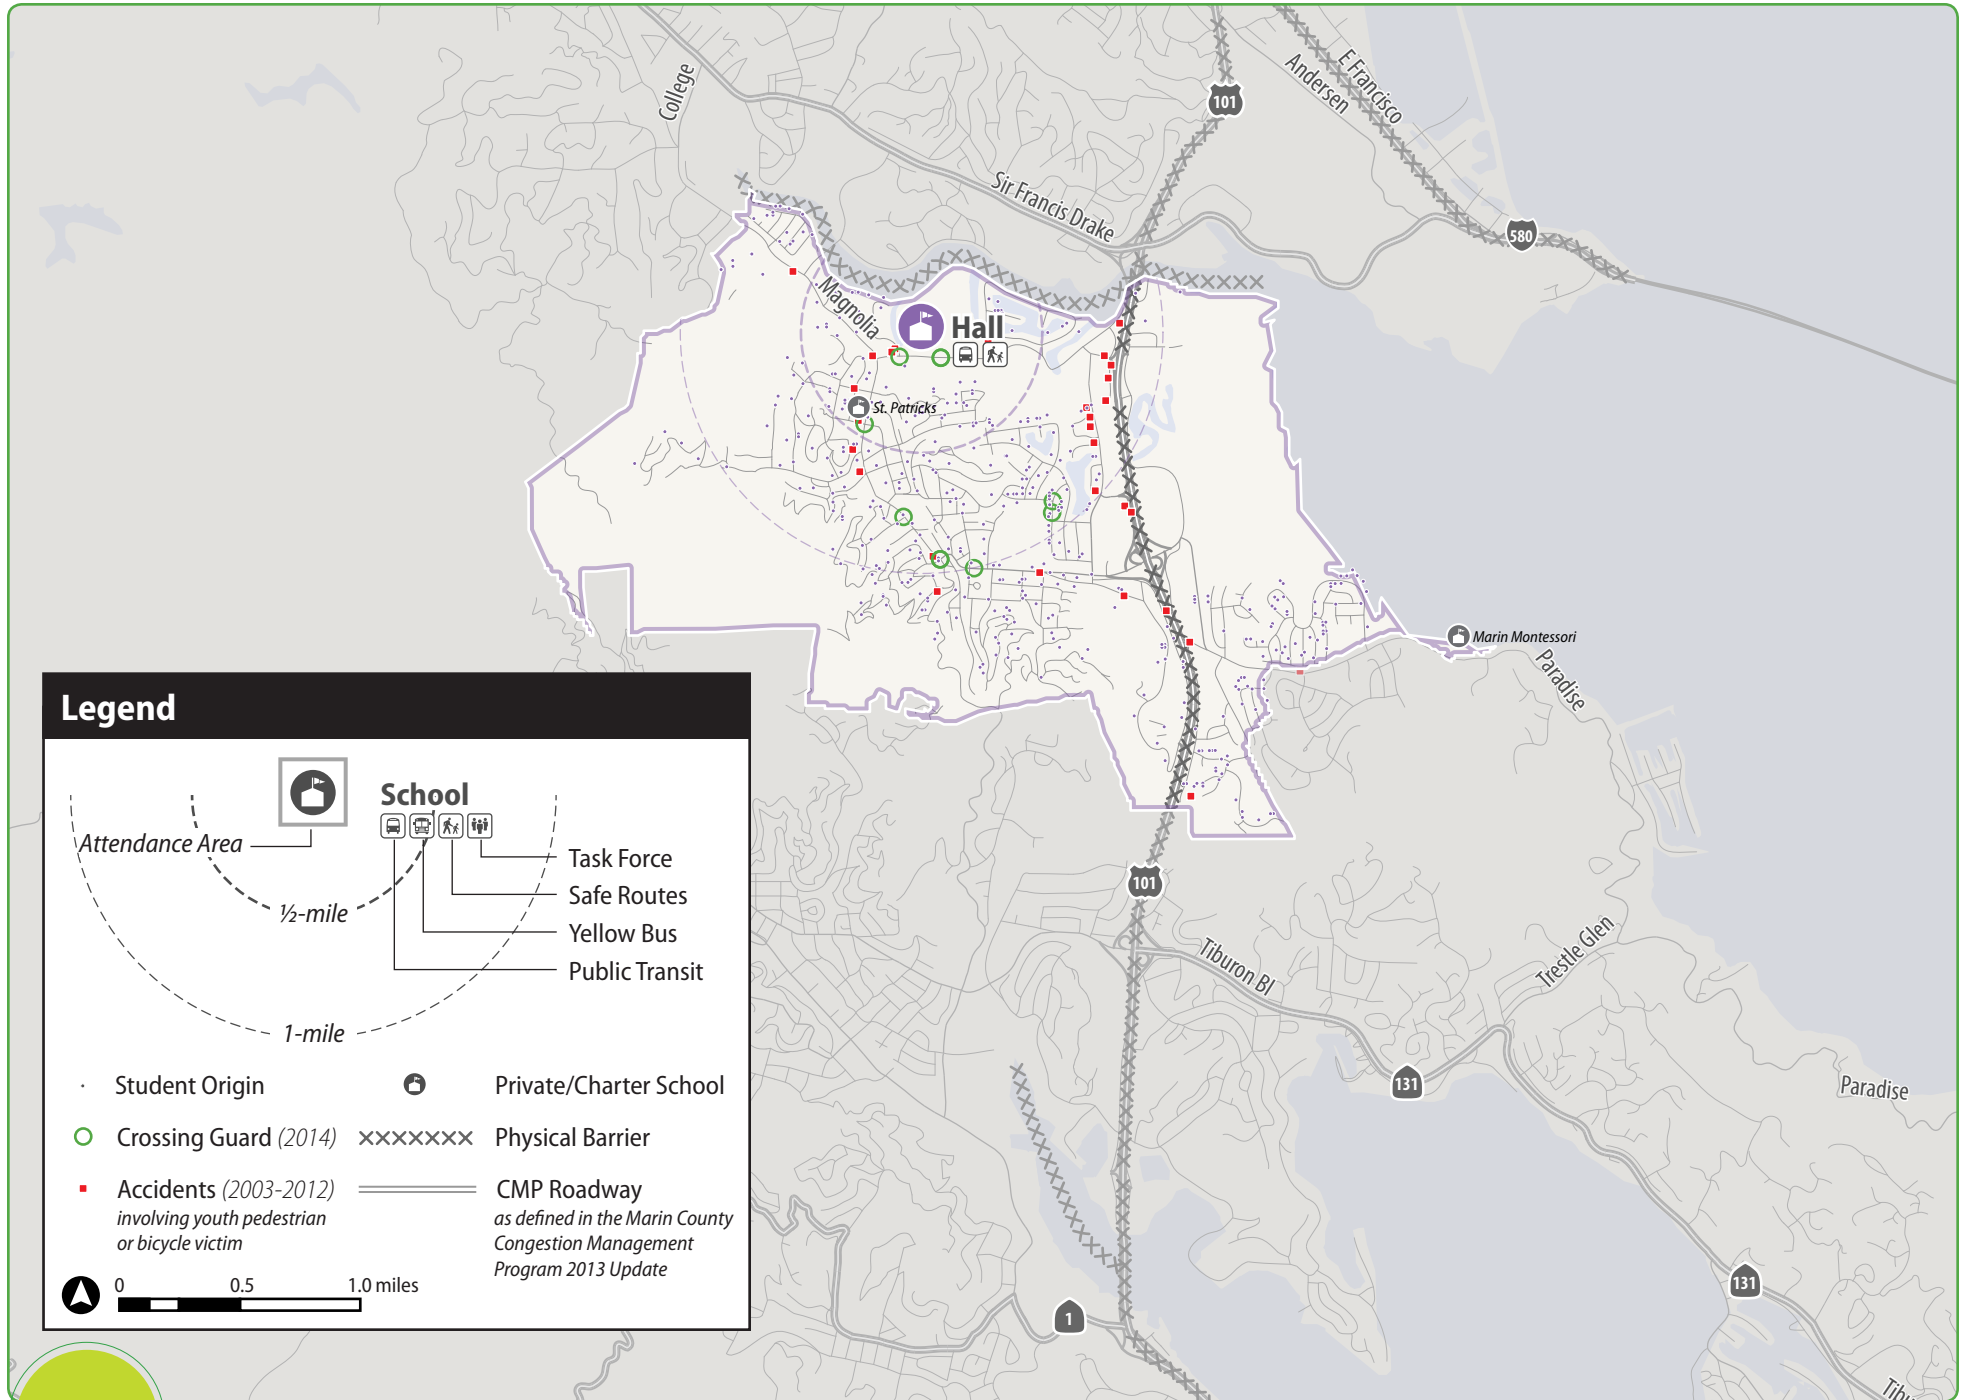 College
101
Andersen
E Francisco
Sir Francis Drake
580
Magnolia
Hall
St. Patricks
Marin Montessori
Paradise
Legend
School
Attendance Area
Task Force
½-mile
Safe Routes
Yellow Bus
Public Transit
1-mile
Student Origin
Private/Charter School
Crossing Guard (2014)
Physical Barrier
Accidents (2003-2012)
involving youth pedestrian
or bicycle victim
CMP Roadway
as defined in the Marin County
Congestion Management
Program 2013 Update
0 0.5 1.0 miles
101
Tiburon Bl
Trestle Glen
131
Paradise
131
1
Tibu